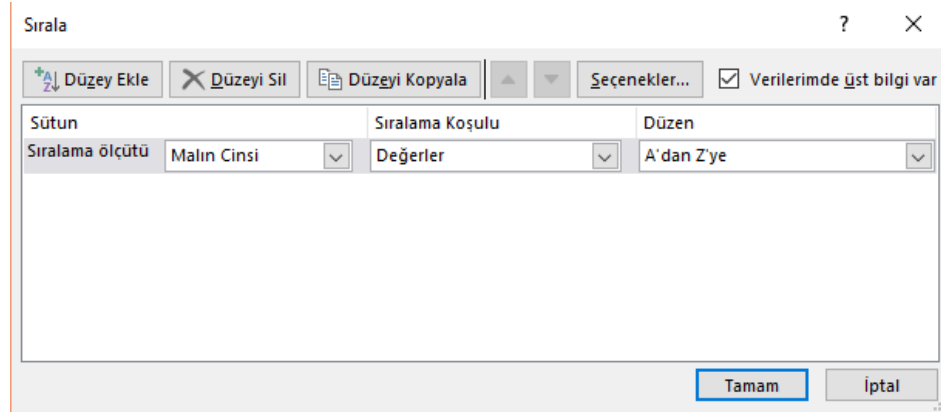 Sırala
Düzey Ekle Düzeyi Sil Düzeyi Kopyala Seçenekler... Verilerimde üst bilgi var
Sütun Sıralama Koşulu Düzen
Sıralama ölçütü Malın Cinsi Değerler A'dan Z'ye
Tamam İptal